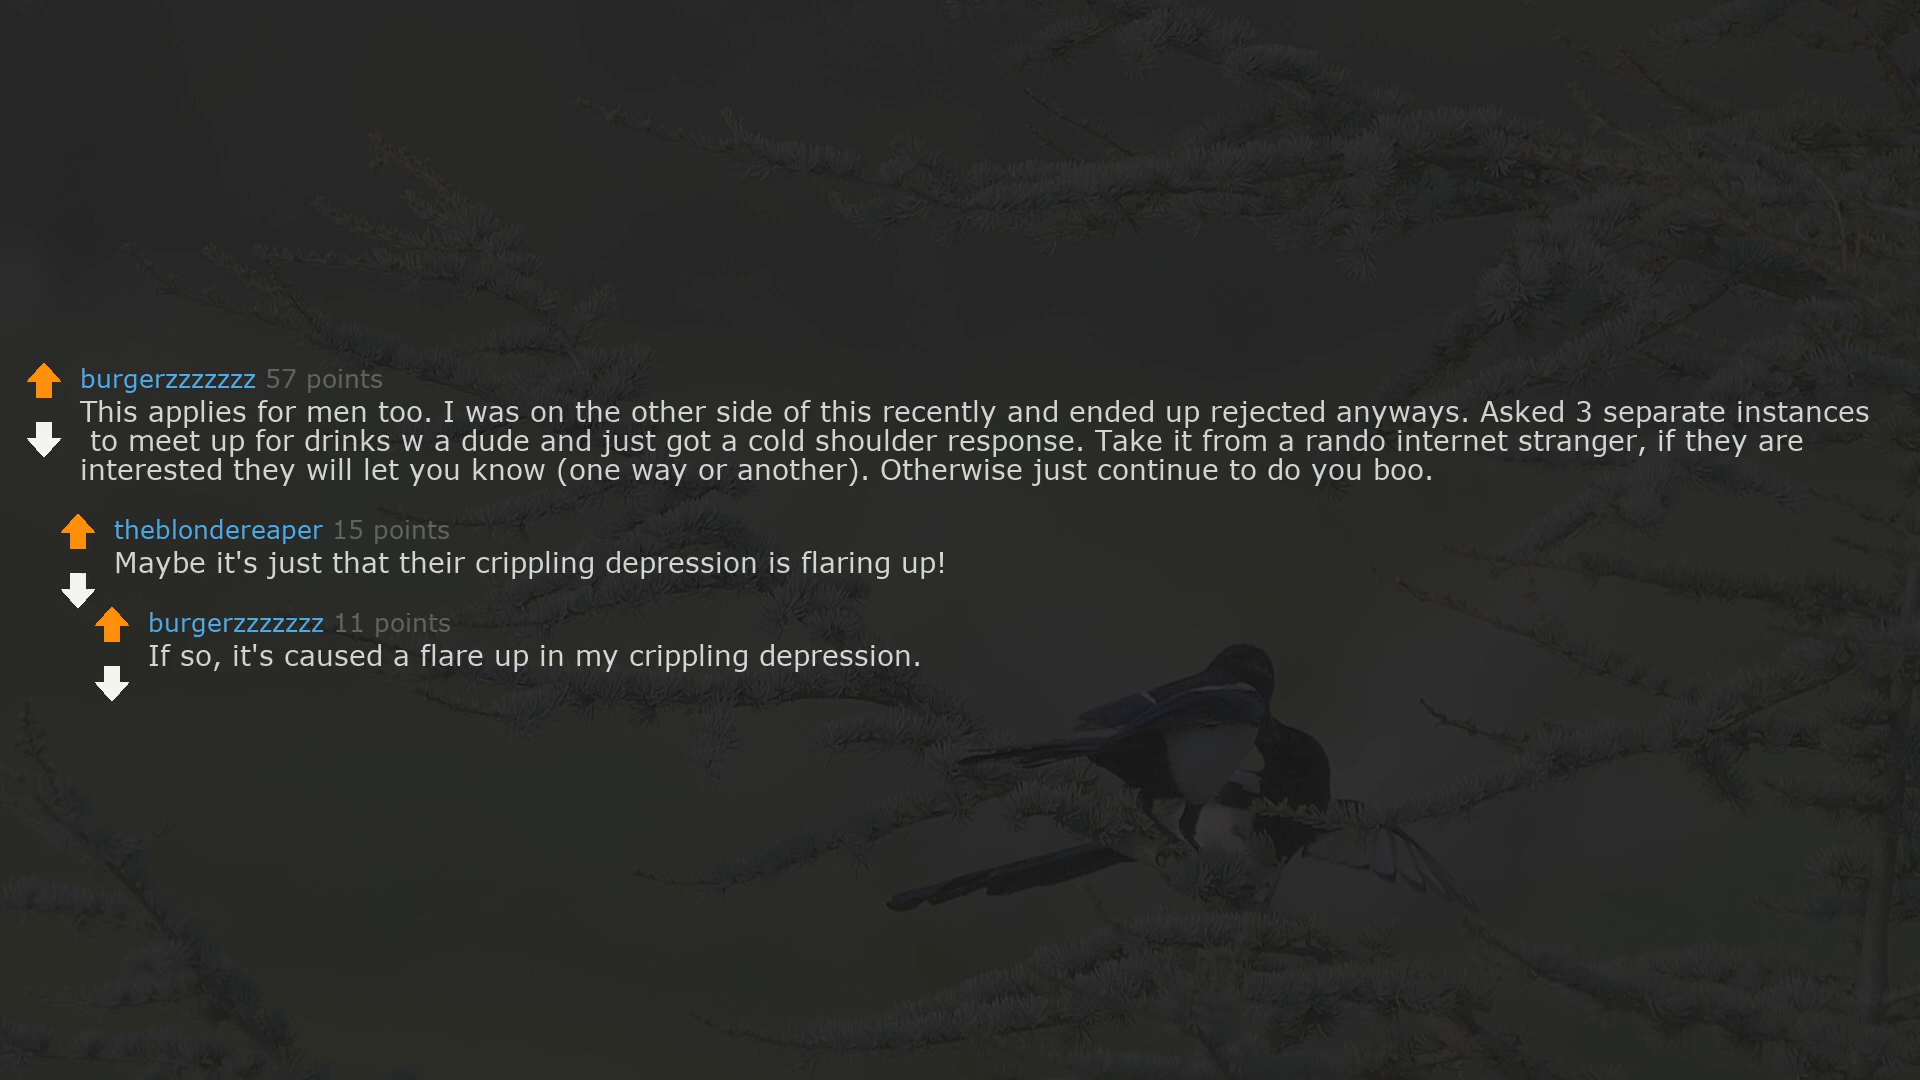 burgerzzzzzzz 57 points
This applies for men too. I was on the other side of this recently and ended up rejected anyways. Asked 3 separate instances
to meet up for drinks w a dude and just got a cold shoulder response. Take it from a rando internet stranger, if they are
interested they will let you know (one way or another). Otherwise just continue to do you boo.
theblondereaper 15 points
Maybe it's just that their crippling depression is flaring up!
burgerzzzzzzz 11 points
If so, it's caused a flare up in my crippling depression.